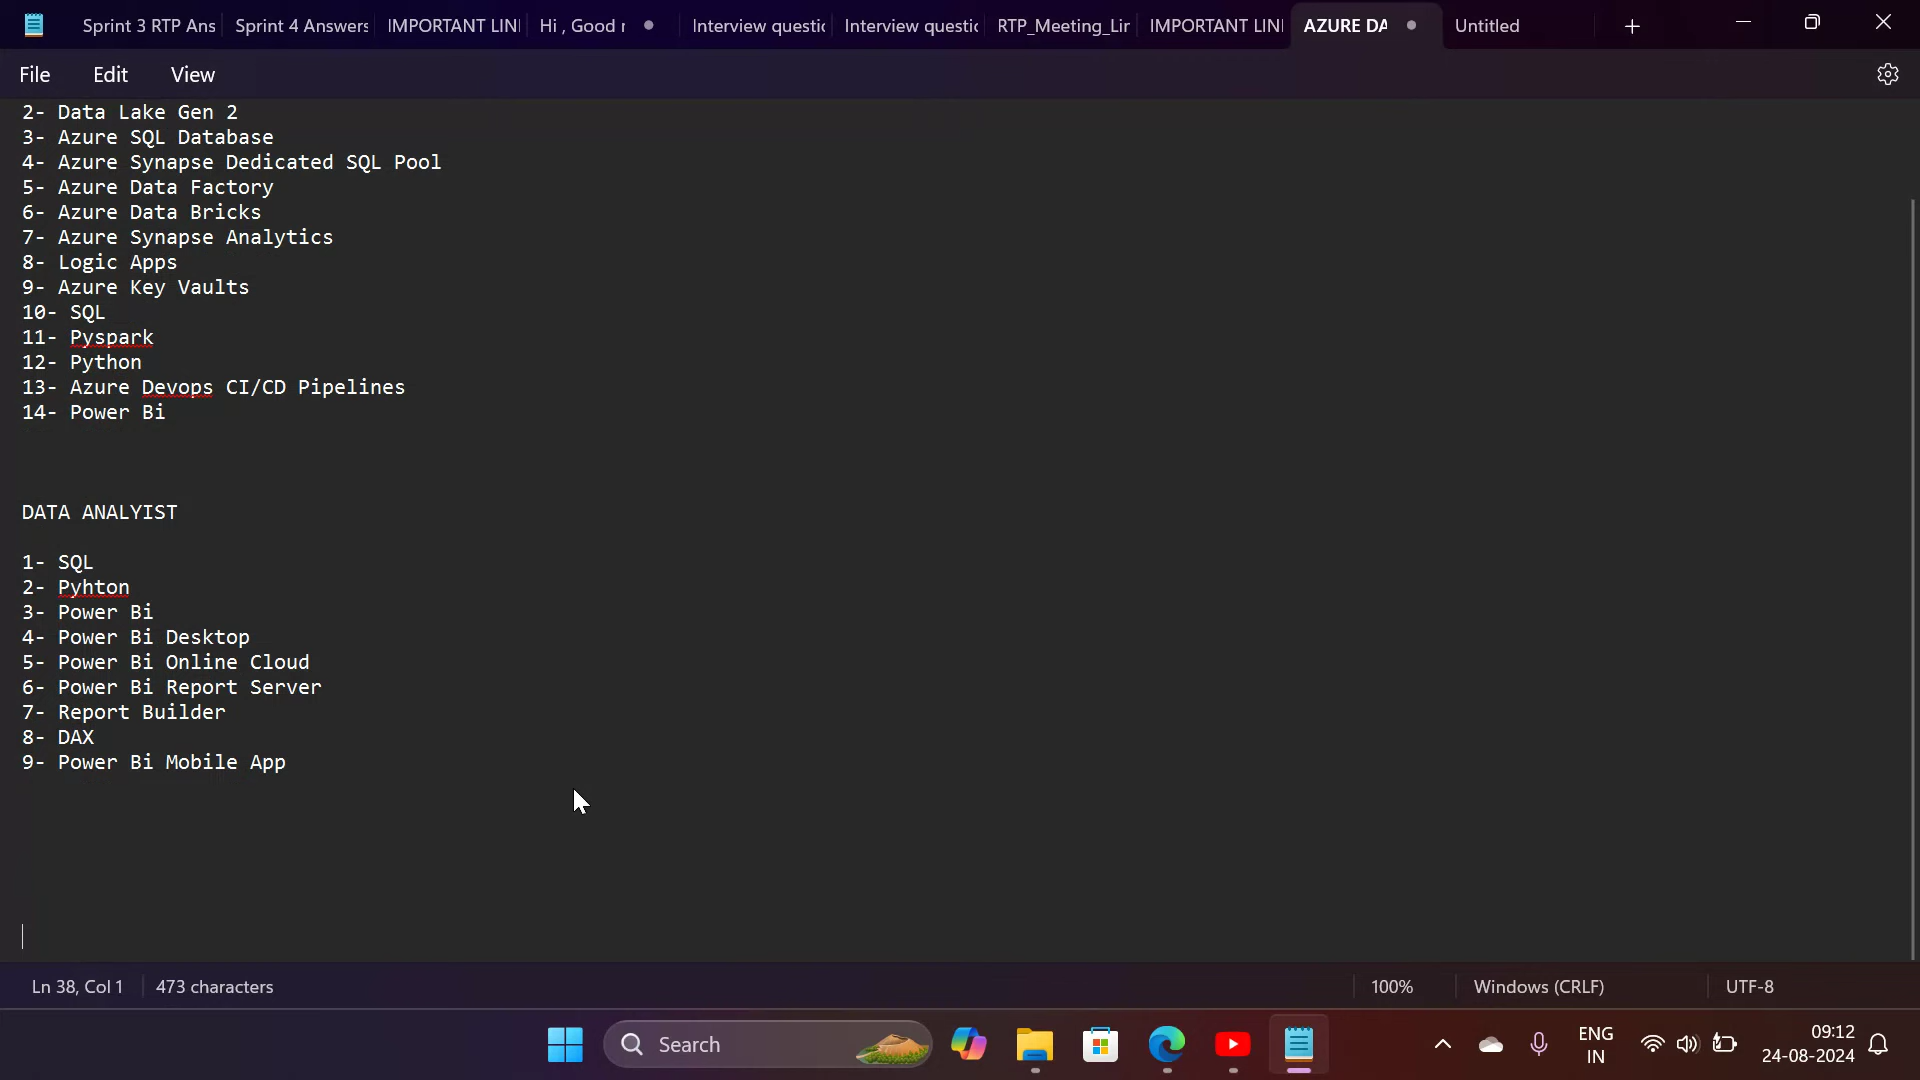 Sprint 3 RTP Ans
Sprint 4 Answers
IMPORTANT LIN
Hi , Good
Interview questi
Interview questi
RTP_Meeting_Lir
IMPORTANT LIN
AZURE DA
Untitled
File
Edit
View
2- Data Lake Gen 2
3- Azure SQL Database
4- Azure Synapse Dedicated SQL Pool
5- Azure Data Factory
6- Azure Data Bricks
7- Azure Synapse Analytics
8- Logic Apps
9- Azure Key Vaults
10- SQL
11- Pyspark
12- Python
13- Azure Devops CI/CD Pipelines
14- Power Bi
DATA ANALYIST
1- SQL
2- Pyhton
3- Power Bi
4- Power Bi Desktop
5- Power Bi Online Cloud
6- Power Bi Report Server
7- Report Builder
8- DAX
9- Power Bi Mobile App
Ln 38, Col 1
473 characters
100%
Windows (CRLF)
UTF-8
Search
ENG
IN
09:12
24-08-2024